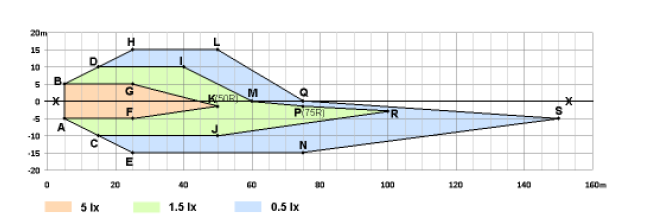 20m
H L
15
D I
10
B
5
G K(50R) M Q
X 0 X
P(75R) R S
-5
A F
-10
C J
-15
E N
-20
0 20 40 60 80 100 120 140 160m
5 lx 1.5 lx 0.5 lx